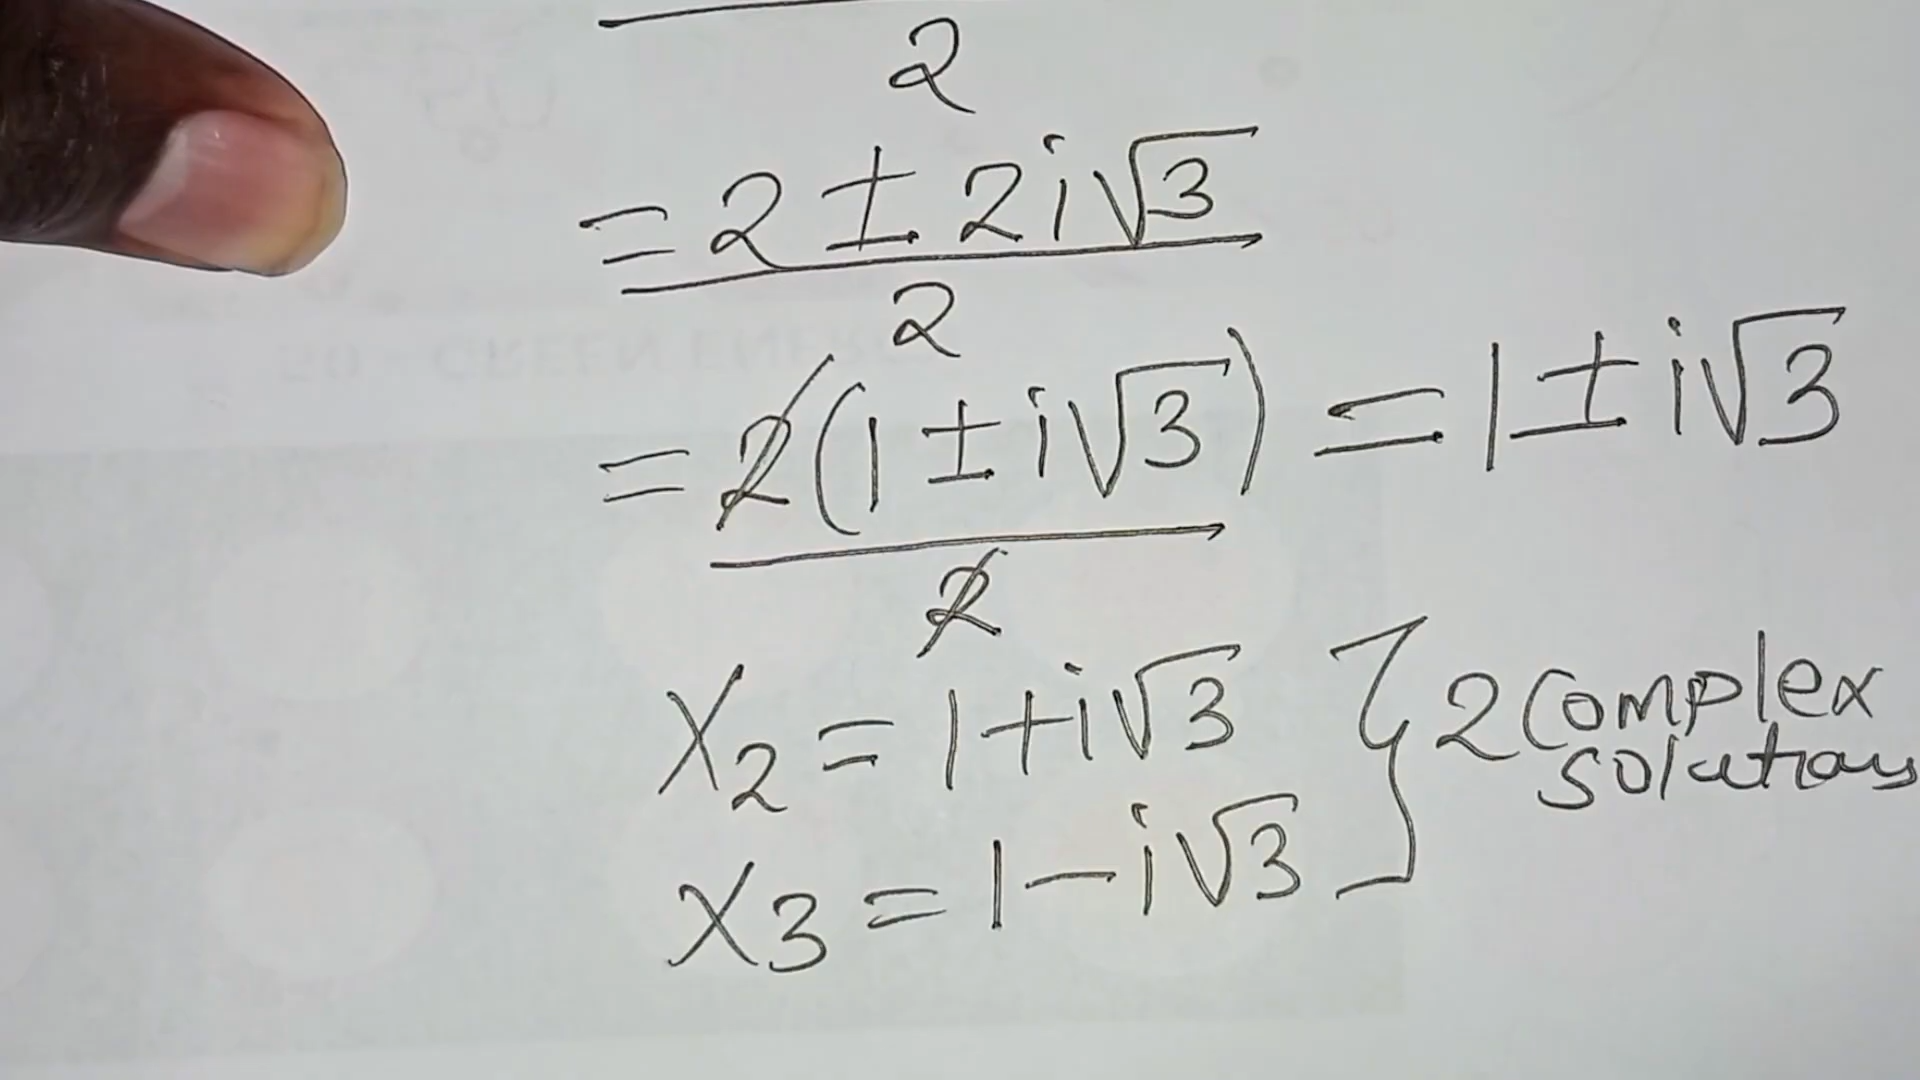 2
= 2 ± 2i√3
2
= 2(1 ± i√3) = 1 ± i√3
2
X₂ = 1+i√3 } 2 Complex
solutions
X₃ = 1-i√3